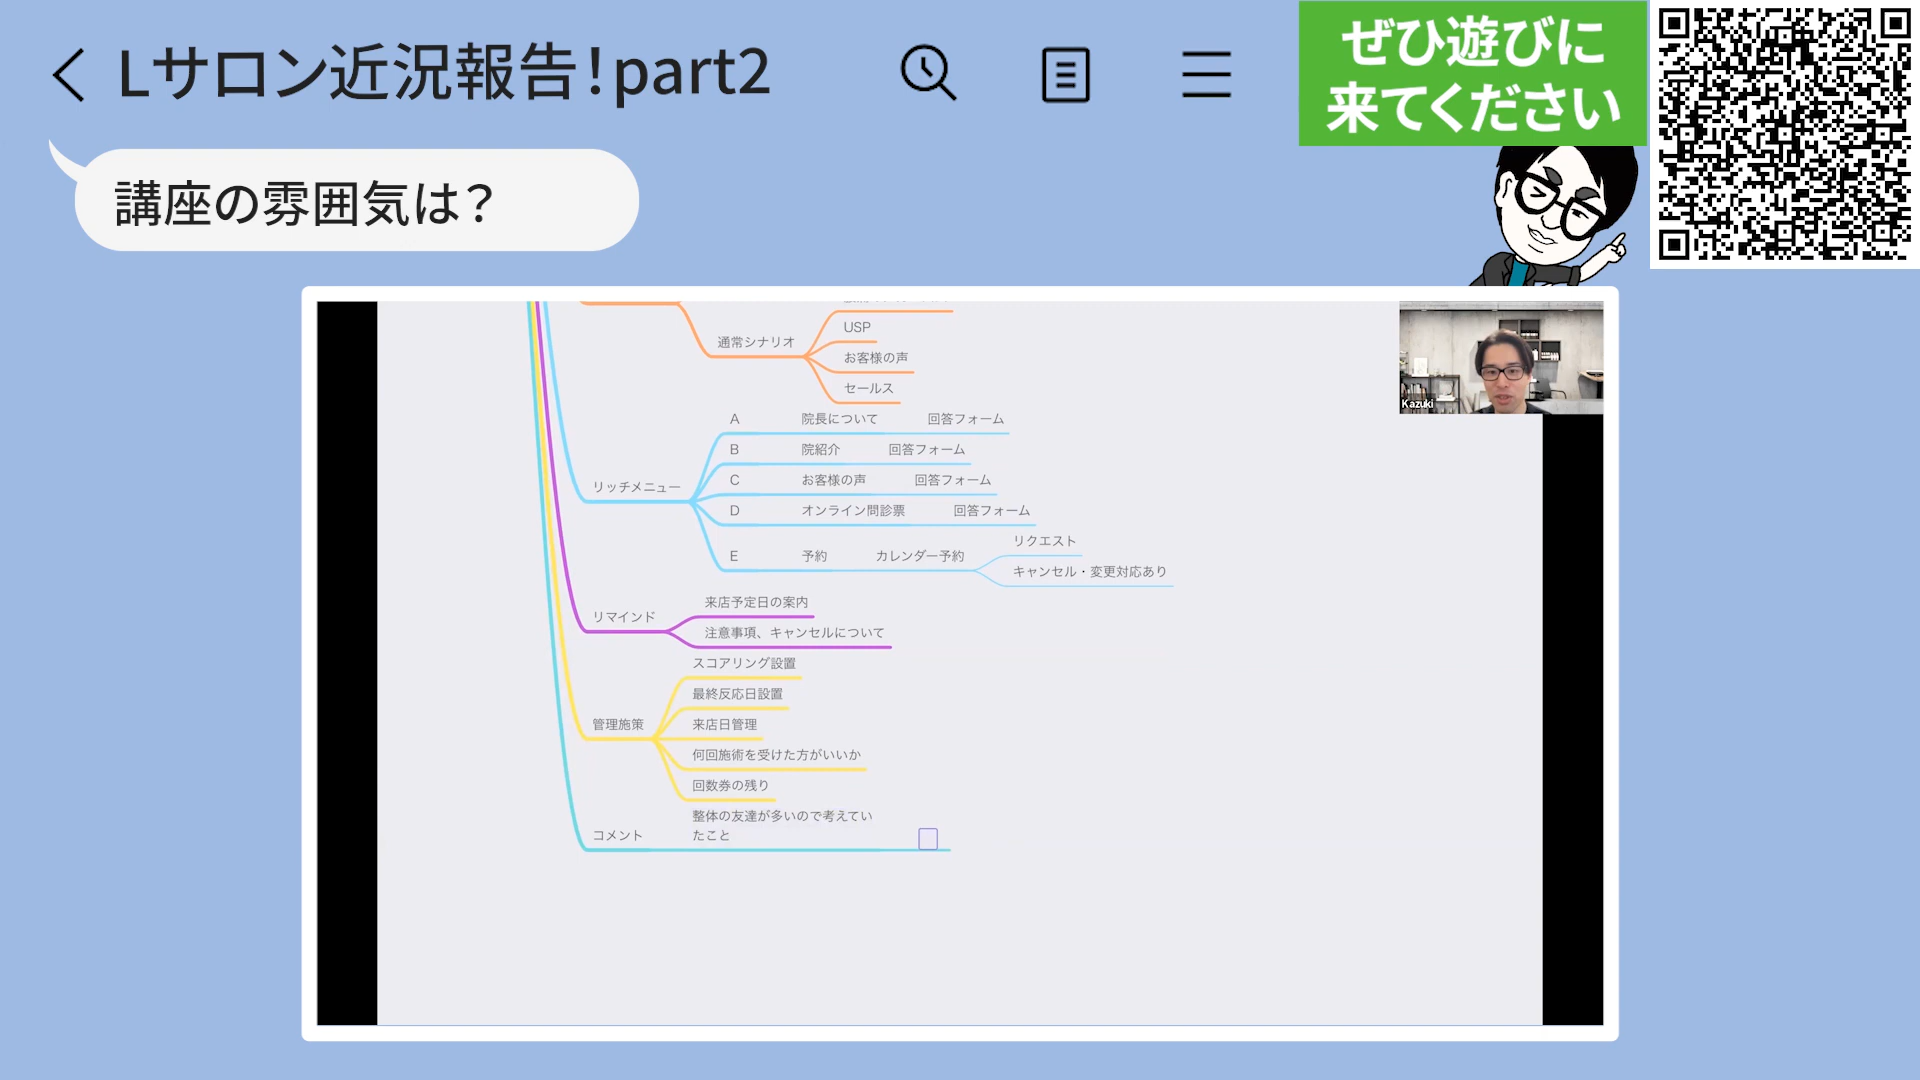 Lサロン近況報告!part2
ぜひ遊びに
来てください
講座の雰囲気は?
Kazuki
通常シナリオ
USP
お客様の声
セールス
リッチメニュー
A 院長について 回答フォーム
B 院紹介 回答フォーム
C お客様の声 回答フォーム
D オンライン問診票 回答フォーム
E 予約 カレンダー予約
リクエスト
キャンセル・変更対応あり
リマインド
来店予定日の案内
注意事項、キャンセルについて
管理施策
スコアリング設置
最終反応日設置
来店日管理
何回施術を受けた方がいいか
回数券の残り
コメント
整体の友達が多いので考えてい
たこと